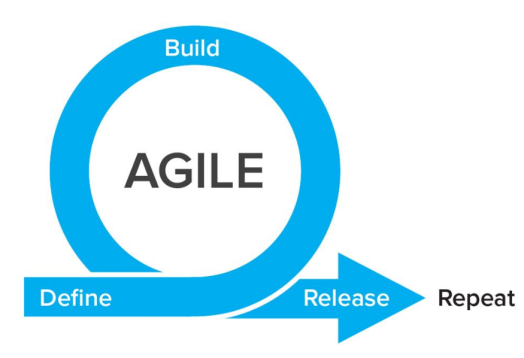 Build
AGILE
Define
Release
Repeat